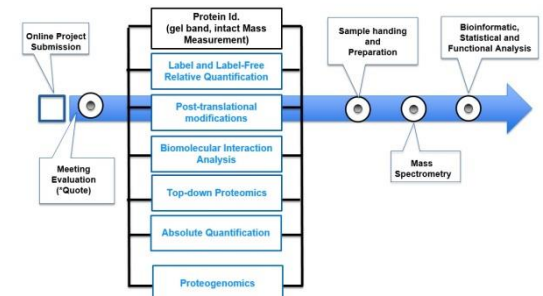 Online Project
Submission
Meeting
Evaluation
(*Quote)
Protein Id.
(gel band, intact Mass
Measurement)
Label and Label-Free
Relative Quantification
Post-translational
modifications
Biomolecular Interaction
Analysis
Top-down Proteomics
Absolute Quantification
Proteogenomics
Sample handing
and
Preparation
Mass
Spectrometry
Bioinformatic,
Statistical and
Functional Analysis